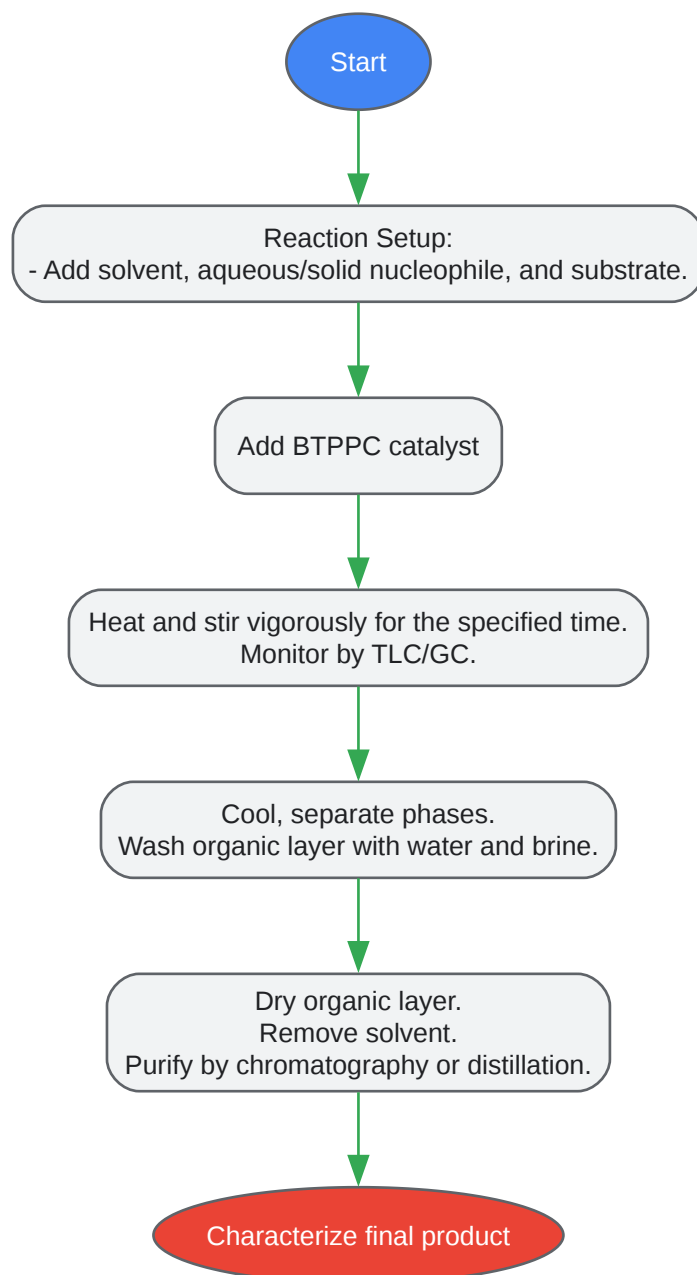 Start
Reaction Setup:
- Add solvent, aqueous/solid nucleophile, and substrate.
Add BTPPC catalyst
Heat and stir vigorously for the specified time.
Monitor by TLC/GC.
Cool, separate phases.
Wash organic layer with water and brine.
Dry organic layer.
Remove solvent.
Purify by chromatography or distillation.
Characterize final product